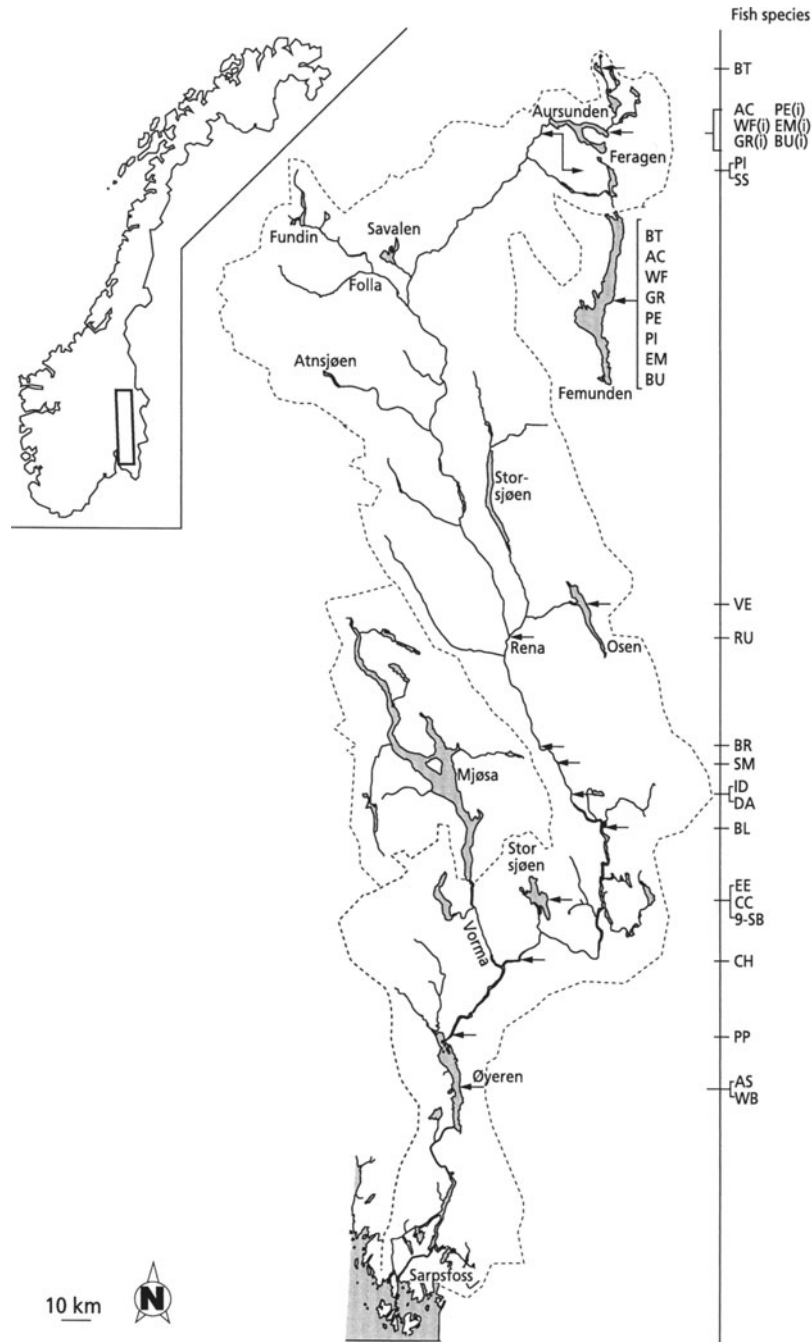 Fish species
BT
Aursunden
AC PE(i)
WF(i) EM(i)
GR(i) BU(i)
Feragen
PI
SS
Fundin
Savalen
Folla
BT
AC
WF
GR
PE
PI
EM
BU
Atnsjøen
Femunden
Stor-
sjøen
VE
RU
Rena
Osen
BR
SM
Mjøsa
ID
DA
BL
Stor
sjøen
EE
CC
9-SB
Vorma
CH
PP
Øyeren
AS
WB
Sarpsfoss
10 km
N